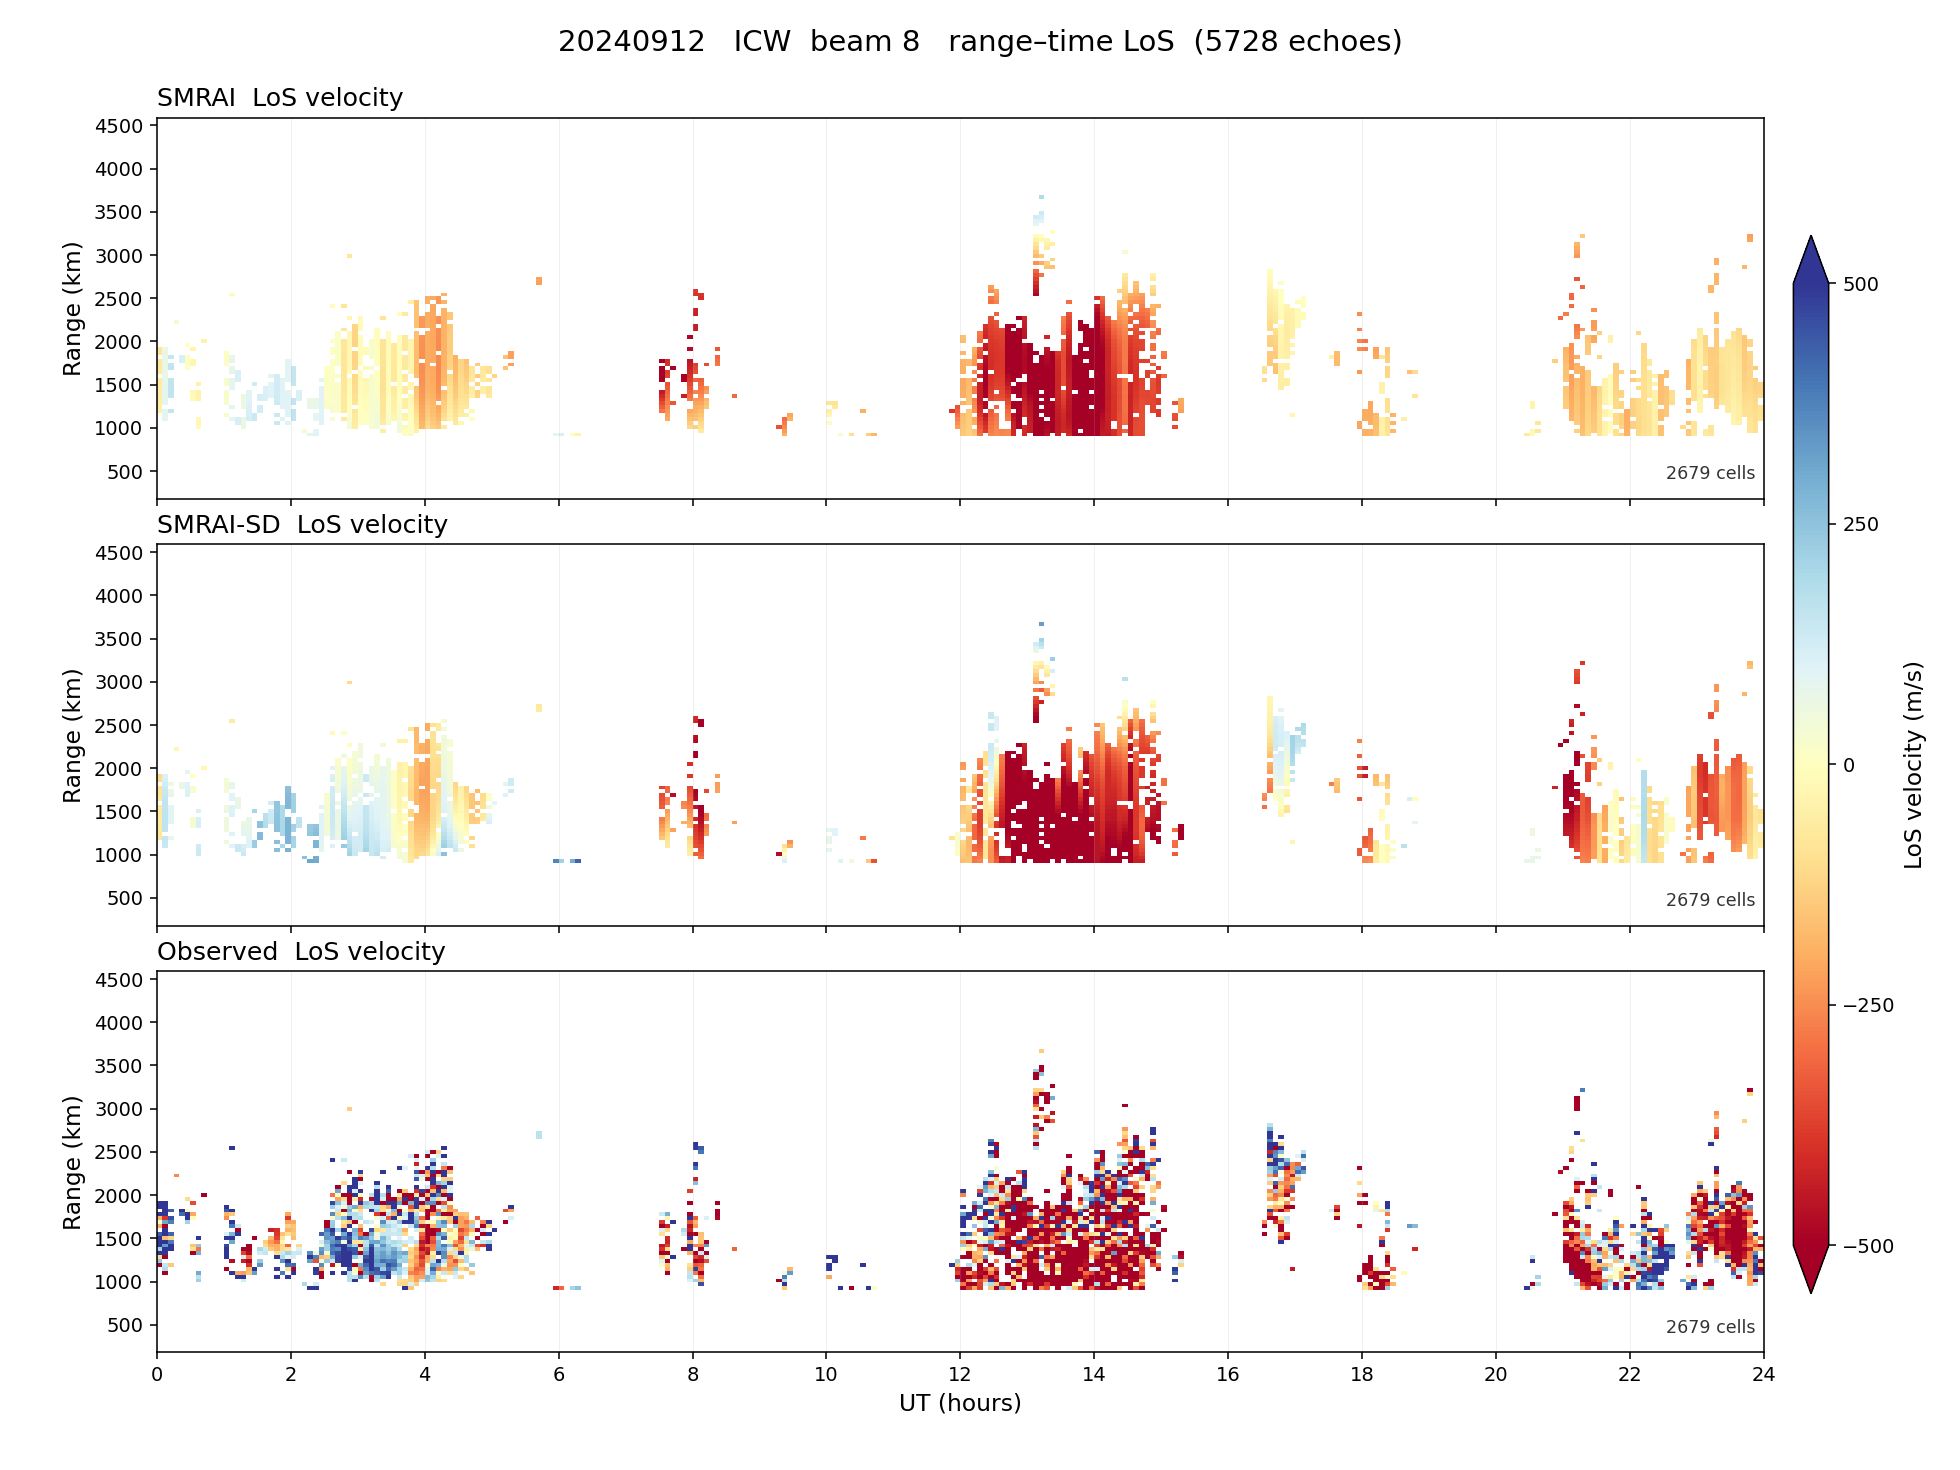 20240912   ICW  beam 8   range–time LoS  (5728 echoes)
SMRAI  LoS velocity
4500
4000
3500
3000
2500
2000
1500
1000
500
Range (km)
2679 cells
SMRAI-SD  LoS velocity
4500
4000
3500
3000
2500
2000
1500
1000
500
Range (km)
2679 cells
Observed  LoS velocity
4500
4000
3500
3000
2500
2000
1500
1000
500
Range (km)
2679 cells
0 2 4 6 8 10 12 14 16 18 20 22 24
UT (hours)
500
250
0
−250
−500
LoS velocity (m/s)